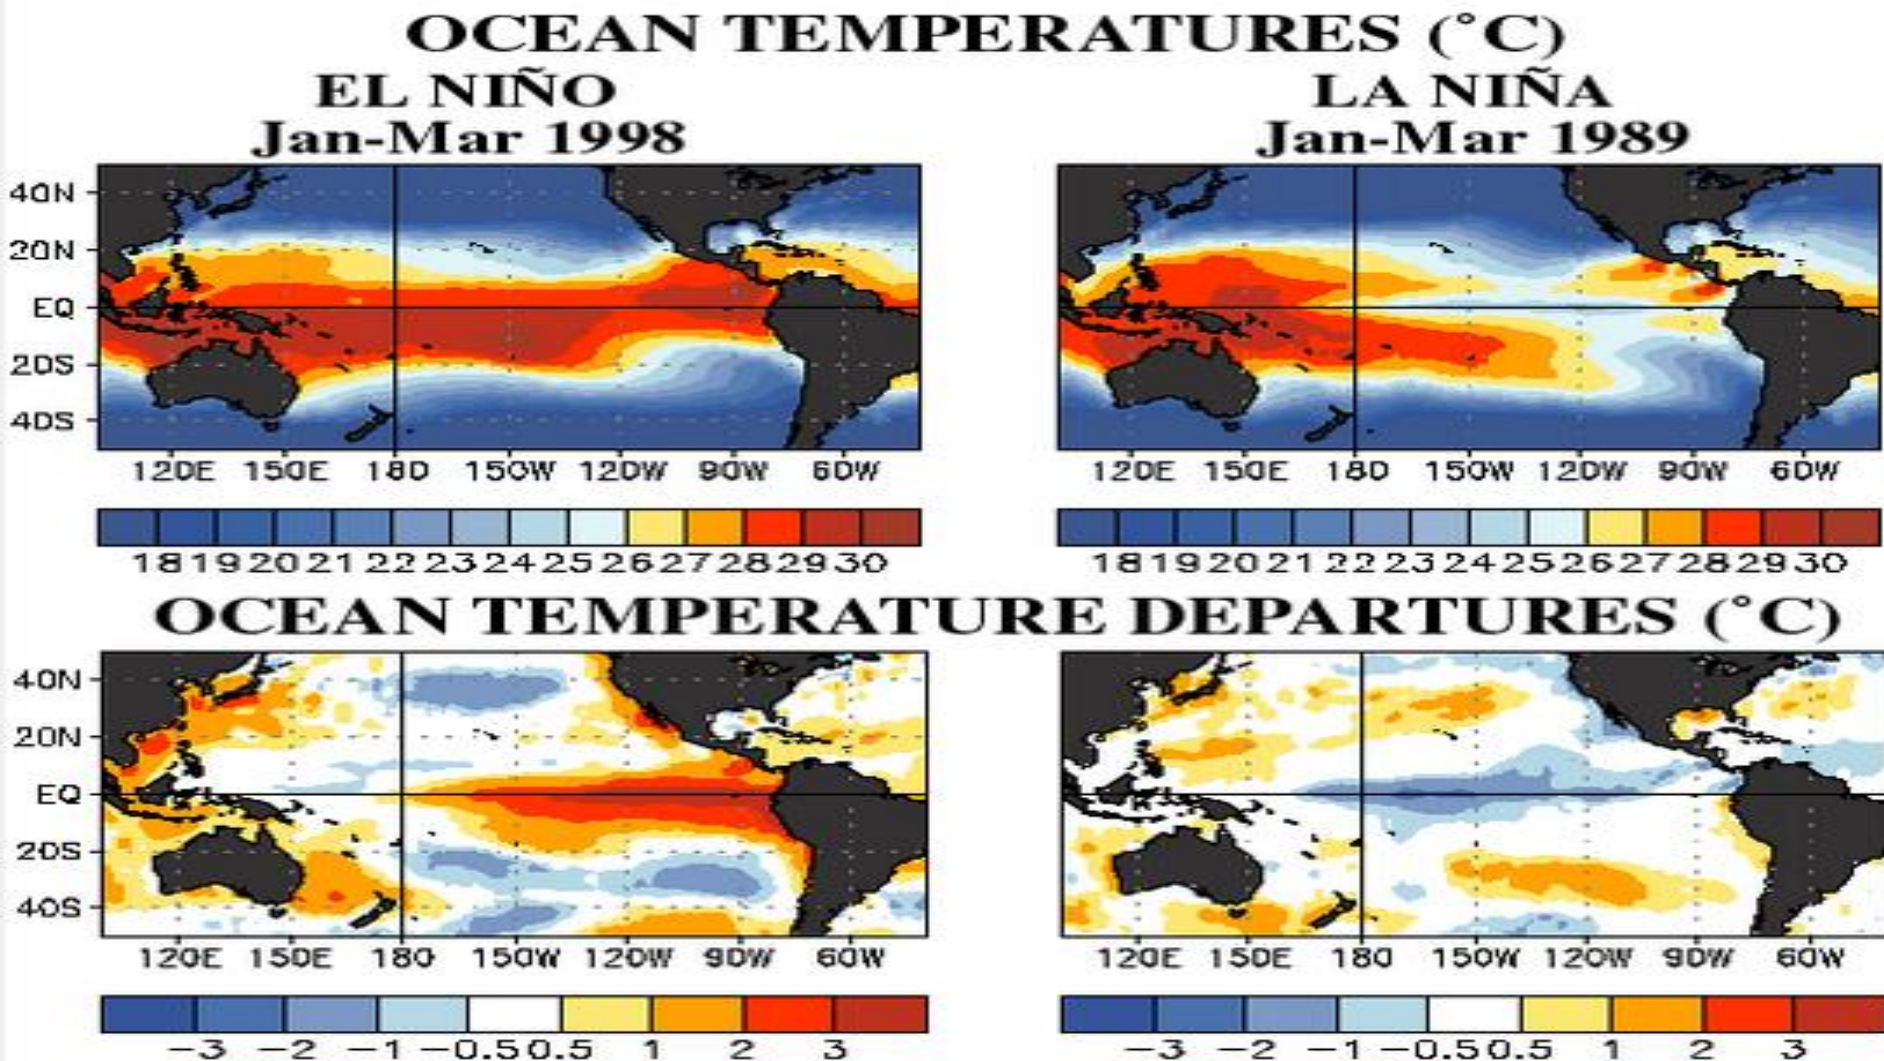 OCEAN TEMPERATURES (°C)
EL NIÑO
Jan-Mar 1998
LA NIÑA
Jan-Mar 1989
40N
20N
EQ
20S
40S
120E 150E 180 150W 120W 90W 60W
120E 150E 180 150W 120W 90W 60W
18 19 20 21 22 23 24 25 26 27 28 29 30
18 19 20 21 22 23 24 25 26 27 28 29 30
OCEAN TEMPERATURE DEPARTURES (°C)
40N
20N
EQ
20S
40S
120E 150E 180 150W 120W 90W 60W
120E 150E 180 150W 120W 90W 60W
-3 -2 -1 -0.5 0.5 1 2 3
-3 -2 -1 -0.5 0.5 1 2 3